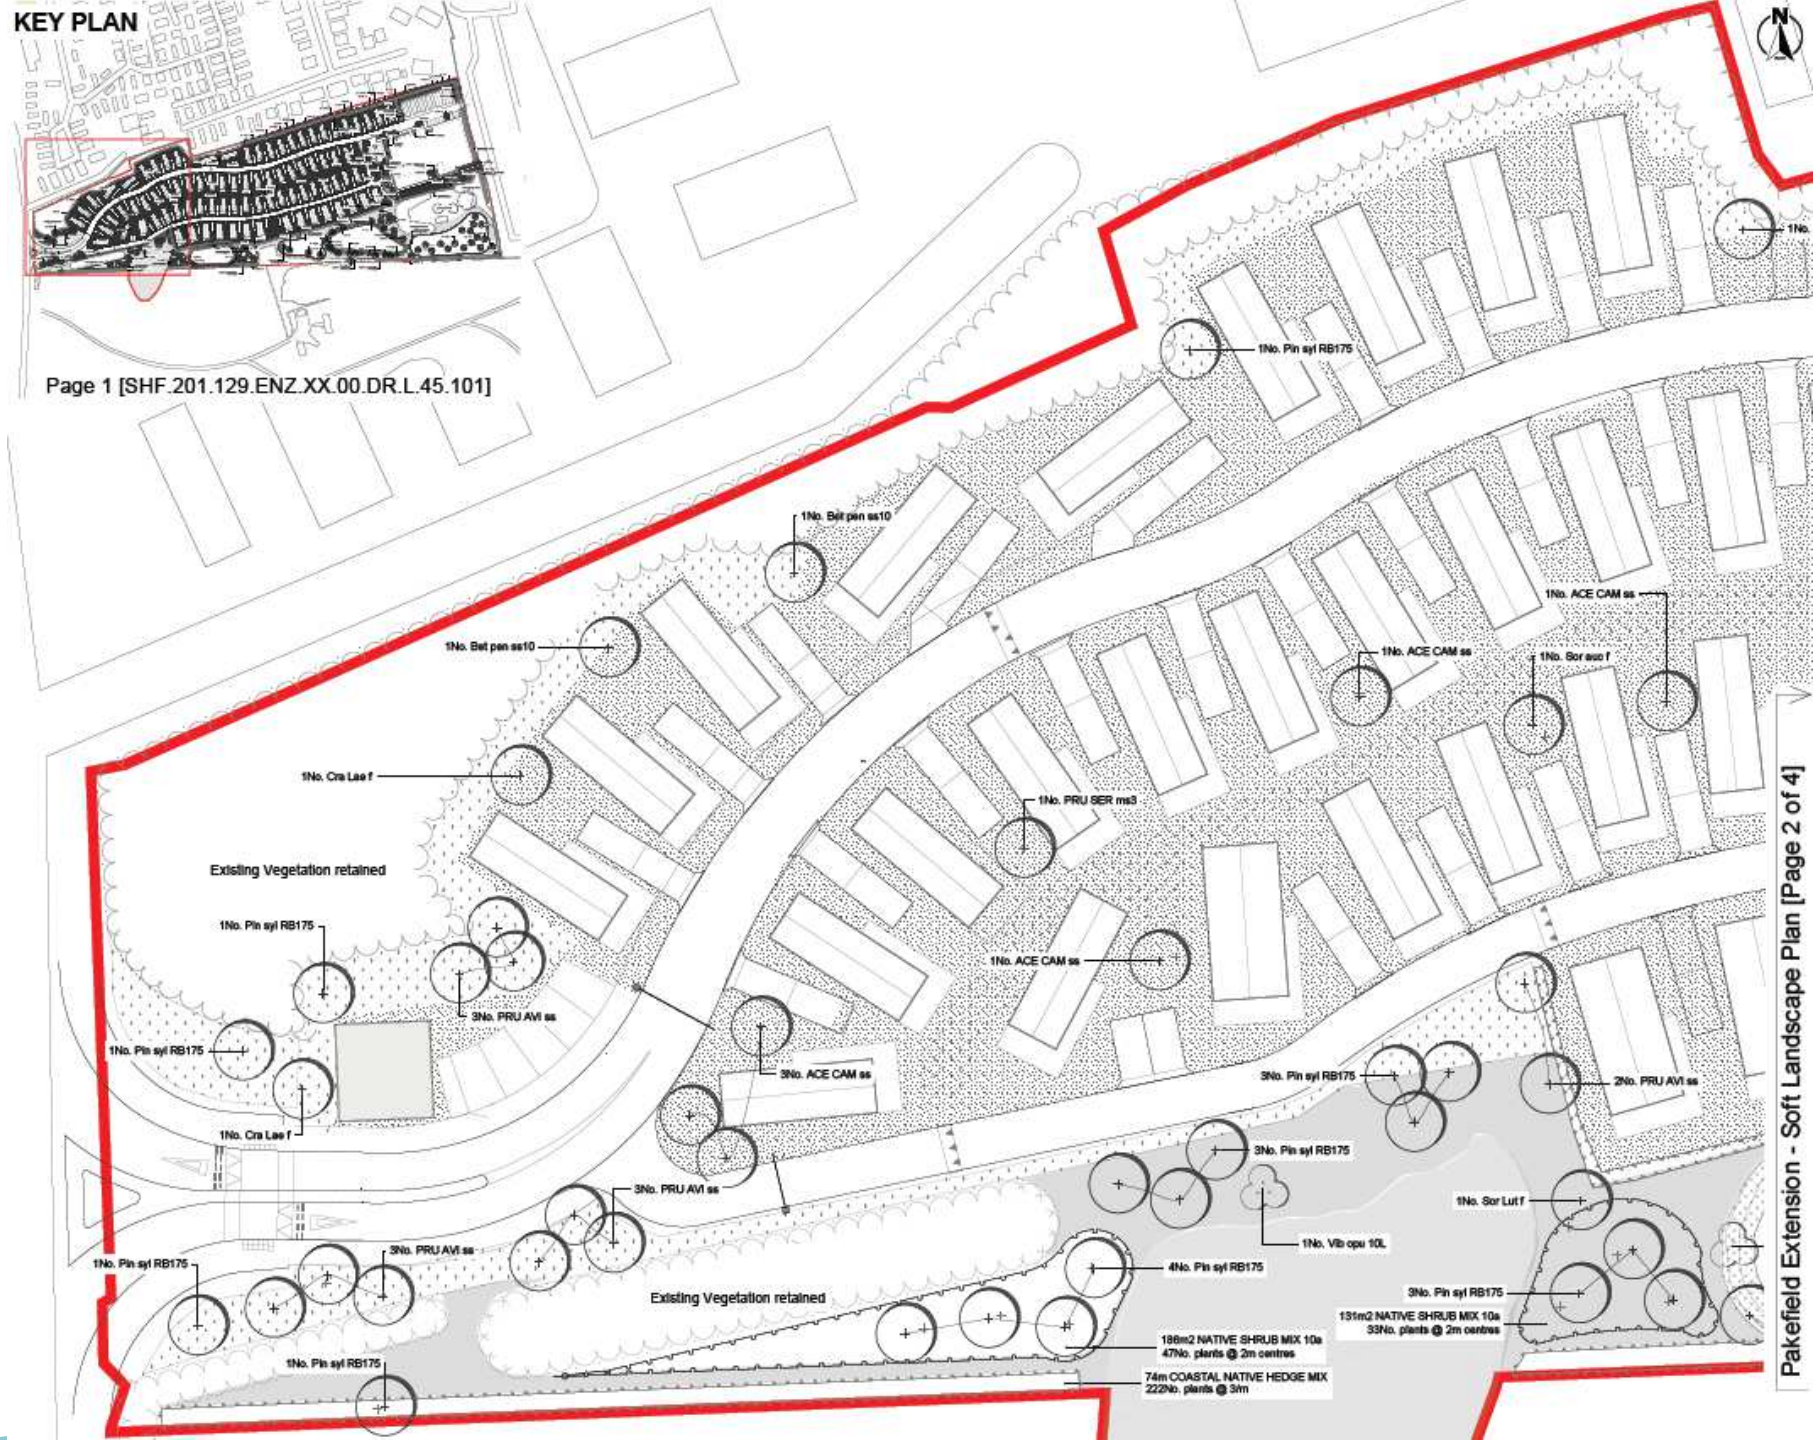 KEY PLAN
N
Page 1 [SHF.201.129.ENZ.XX.00.DR.L.45.101]
1No.
1No. Pin syl RB175
1No. Bet pen ss10
1No. Bet pen ss10
1No. ACE CAM ss
1No. ACE CAM ss
1No. Sor auc f
1No. Cra Lae f
1No. PRU SER ms3
Existing Vegetation retained
1No. Pin syl RB175
1No. ACE CAM ss
3No. PRU AVI ss
1No. Pin syl RB175
3No. ACE CAM ss
3No. Pin syl RB175
2No. PRU AVI ss
1No. Cra Lae f
3No. Pin syl RB175
3No. PRU AVI ss
1No. Sor Lut f
3No. PRU AVI ss
1No. Vib opu 10L
1No. Pin syl RB175
4No. Pin syl RB175
Existing Vegetation retained
3No. Pin syl RB175
131m2 NATIVE SHRUB MIX 10a
33No. plants @ 2m centres
186m2 NATIVE SHRUB MIX 10a
47No. plants @ 2m centres
1No. Pin syl RB175
74m COASTAL NATIVE HEDGE MIX
222No. plants @ 3/m
Pakefield Extension - Soft Landscape Plan [Page 2 of 4]